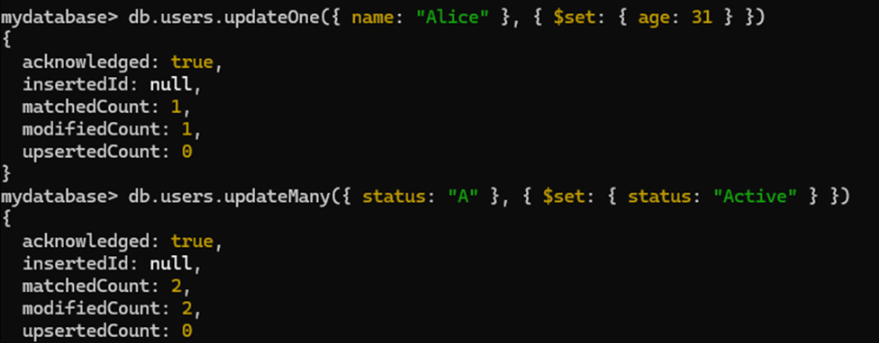 mydatabase> db.users.updateOne({ name: "Alice" }, { $set: { age: 31 } })
{
  acknowledged: true,
  insertedId: null,
  matchedCount: 1,
  modifiedCount: 1,
  upsertedCount: 0
}
mydatabase> db.users.updateMany({ status: "A" }, { $set: { status: "Active" } })
{
  acknowledged: true,
  insertedId: null,
  matchedCount: 2,
  modifiedCount: 2,
  upsertedCount: 0